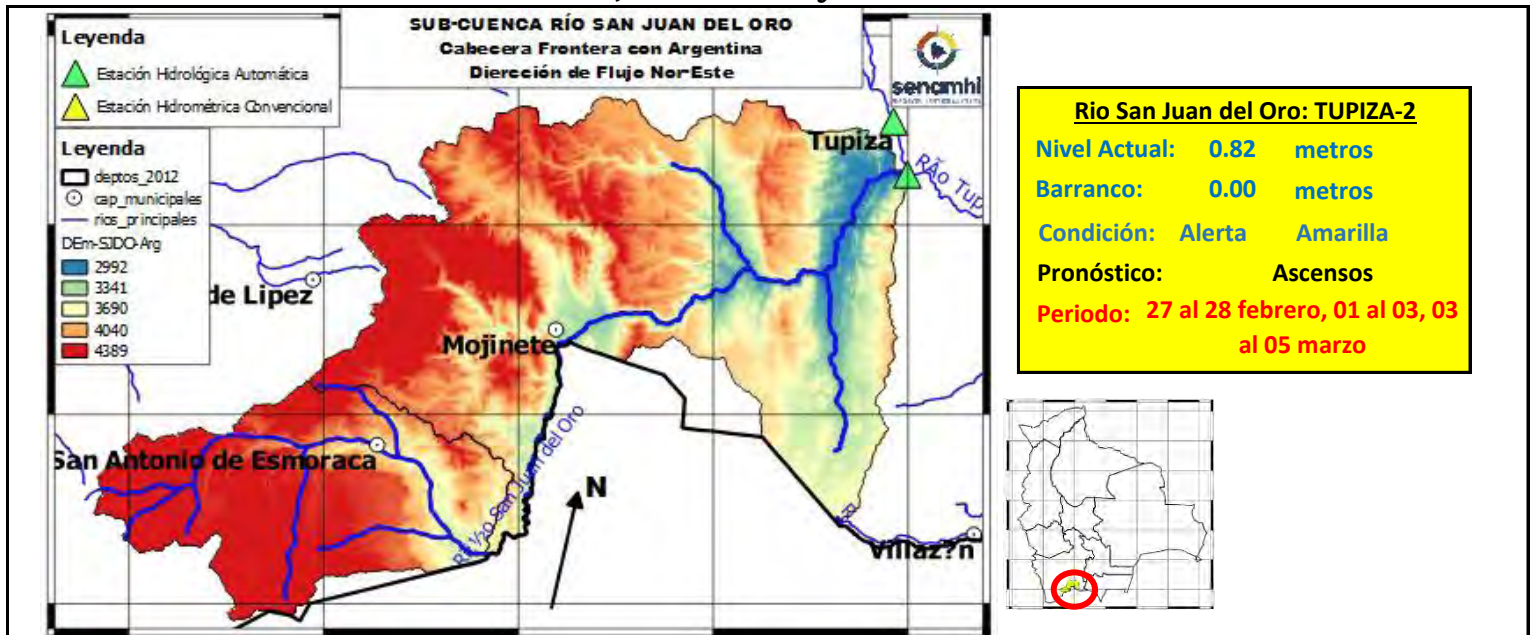 SUB-CUENCA RÍO SAN JUAN DEL ORO
Cabecera Frontera con Argentina
Diercción de Flujo Nor-Este
Leyenda
Estación Hidrológica Automática
Estación Hidrométrica Convencional
Leyenda
deptos_2012
cap_municipales
rios_principales
DEm-SJDO-Arg
2992
3341
3690
4040
4389
senamhi
Tupiza
RÃo Tup
de Lipez
Mojinete
San Antonio de Esmoraca
San Juan del Oro
N
Villaz?n
Rio San Juan del Oro: TUPIZA-2
Nivel Actual: 0.82 metros
Barranco: 0.00 metros
Condición: Alerta Amarilla
Pronóstico: Ascensos
Periodo: 27 al 28 febrero, 01 al 03, 03
al 05 marzo